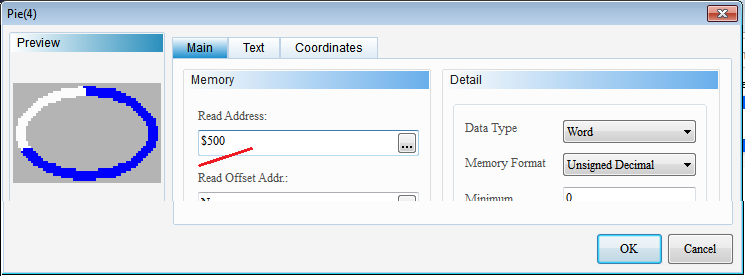 Pie(4)
Preview
Main
Text
Coordinates
Memory
Read Address:
$500
...
Read Offset Addr.:
Detail
Data Type
Word
Memory Format
Unsigned Decimal
Minimum
0
OK
Cancel